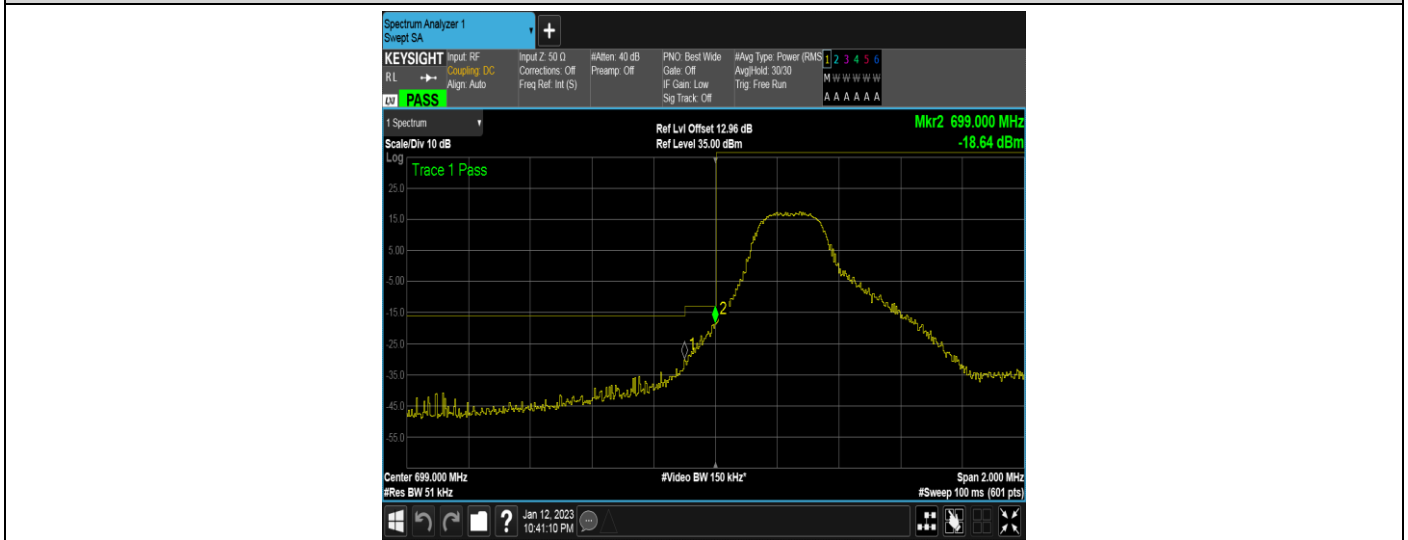 Spectrum Analyzer 1
Swept SA
+
KEYSIGHT
RL
LXI PASS
Input: RF
Coupling: DC
Align: Auto
Input Z: 50 Ω
Corrections: Off
Freq Ref: Int (S)
#Atten: 40 dB
Preamp: Off
PNO: Best Wide
Gate: Off
IF Gain: Low
Sig Track: Off
#Avg Type: Power (RMS
Avg|Hold: 30/30
Trig: Free Run
1 2 3 4 5 6
M W W W W W
A A A A A A
1 Spectrum
Scale/Div 10 dB
Ref Lvl Offset 12.96 dB
Ref Level 35.00 dBm
Mkr2 699.000 MHz
-18.64 dBm
Log
Trace 1 Pass
25.0
15.0
5.00
-5.00
-15.0
-25.0
-35.0
-45.0
-55.0
2
1
Center 699.000 MHz
#Res BW 51 kHz
#Video BW 150 kHz*
Span 2.000 MHz
#Sweep 100 ms (601 pts)
?
Jan 12, 2023
10:41:10 PM